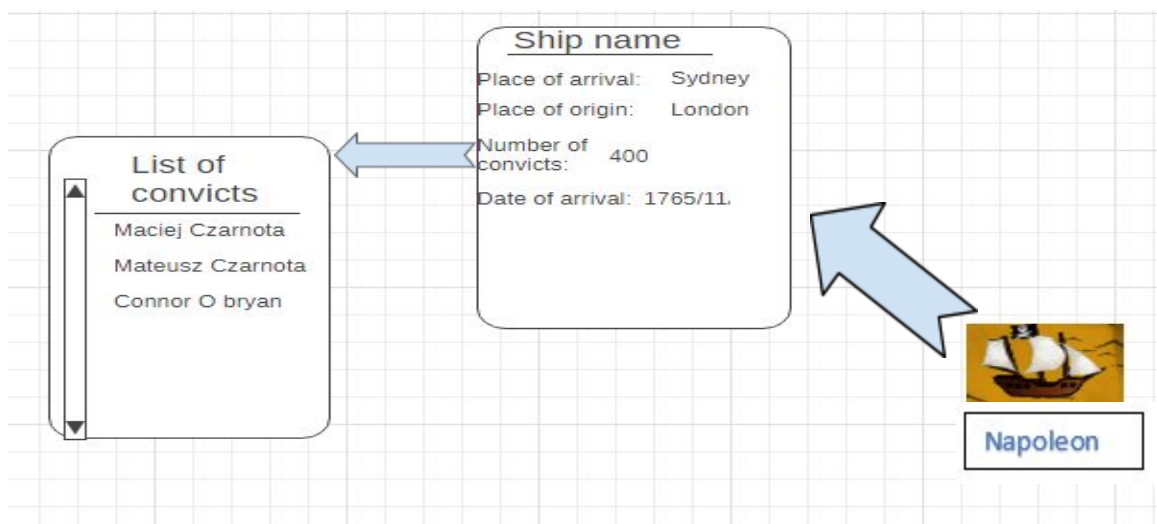 Ship name
Place of arrival: Sydney
Place of origin: London
Number of
convicts: 400
Date of arrival: 1765/11
List of
convicts
Maciej Czarnota
Mateusz Czarnota
Connor O bryan
Napoleon